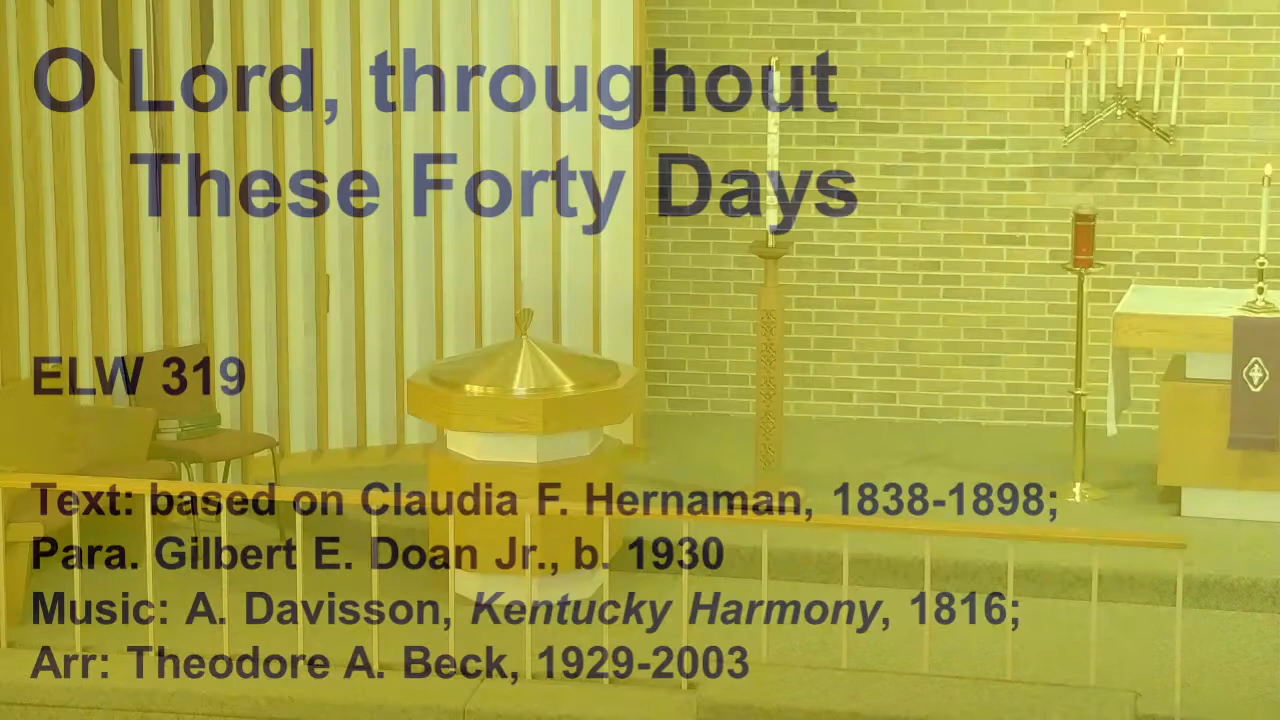 O Lord, throughout
These Forty Days
ELW 319
Text: based on Claudia F. Hernaman, 1838-1898;
Para. Gilbert E. Doan Jr., b. 1930
Music: A. Davisson, Kentucky Harmony, 1816;
Arr: Theodore A. Beck, 1929-2003